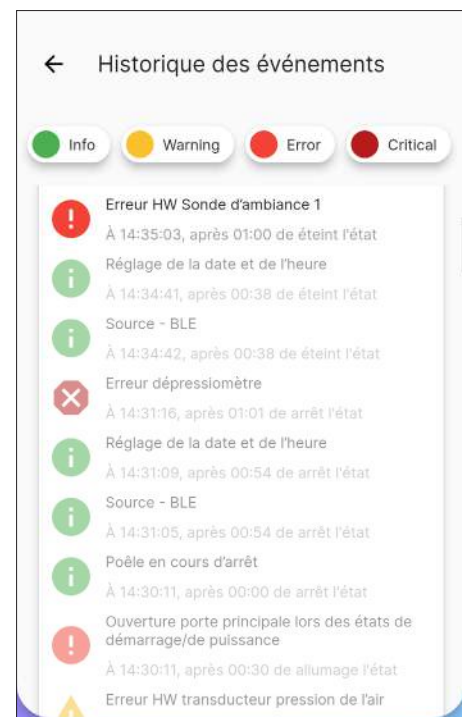 Historique des événements
Info
Warning
Error
Critical
Erreur HW Sonde d'ambiance 1
À 14:35:03, après 01:00 de éteint l'état
Réglage de la date et de l'heure
À 14:34:41, après 00:38 de éteint l'état
Source - BLE
À 14:34:42, après 00:38 de éteint l'état
Erreur dépressiomètre
À 14:31:16, après 01:01 de arrêt l'état
Réglage de la date et de l'heure
À 14:31:09, après 00:54 de arrêt l'état
Source - BLE
À 14:31:05, après 00:54 de arrêt l'état
Poêle en cours d'arrêt
À 14:30:11, après 00:00 de arrêt l'état
Ouverture porte principale lors des états de
démarrage/de puissance
À 14:30:11, après 00:30 de allumage l'état
Erreur HW transducteur pression de l'air